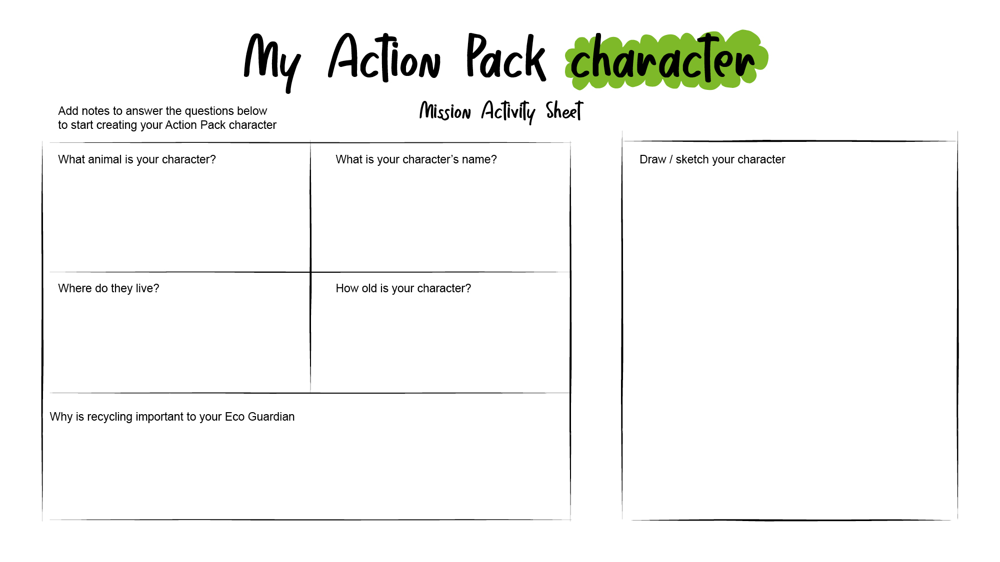 My Action Pack character
Mission Activity Sheet
Add notes to answer the questions below
to start creating your Action Pack character
What animal is your character?
What is your character’s name?
Where do they live?
How old is your character?
Why is recycling important to your Eco Guardian
Draw / sketch your character